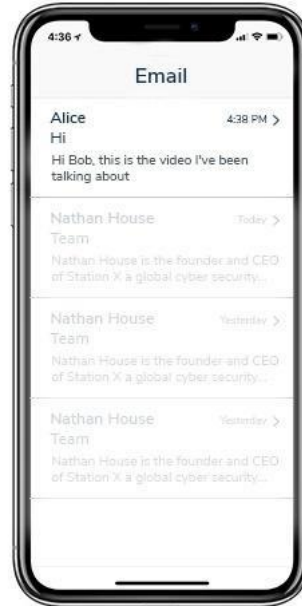 4:36
Email
Alice 4:38 PM
Hi
Hi Bob, this is the video I've been
talking about
Nathan House Today
Team
Nathan House is the founder and CEO
of Station X a global cyber security...
Nathan House Yesterday
Team
Nathan House is the founder and CEO
of Station X a global cyber security...
Nathan House Yesterday
Team
Nathan House is the founder and CEO
of Station X a global cyber security...